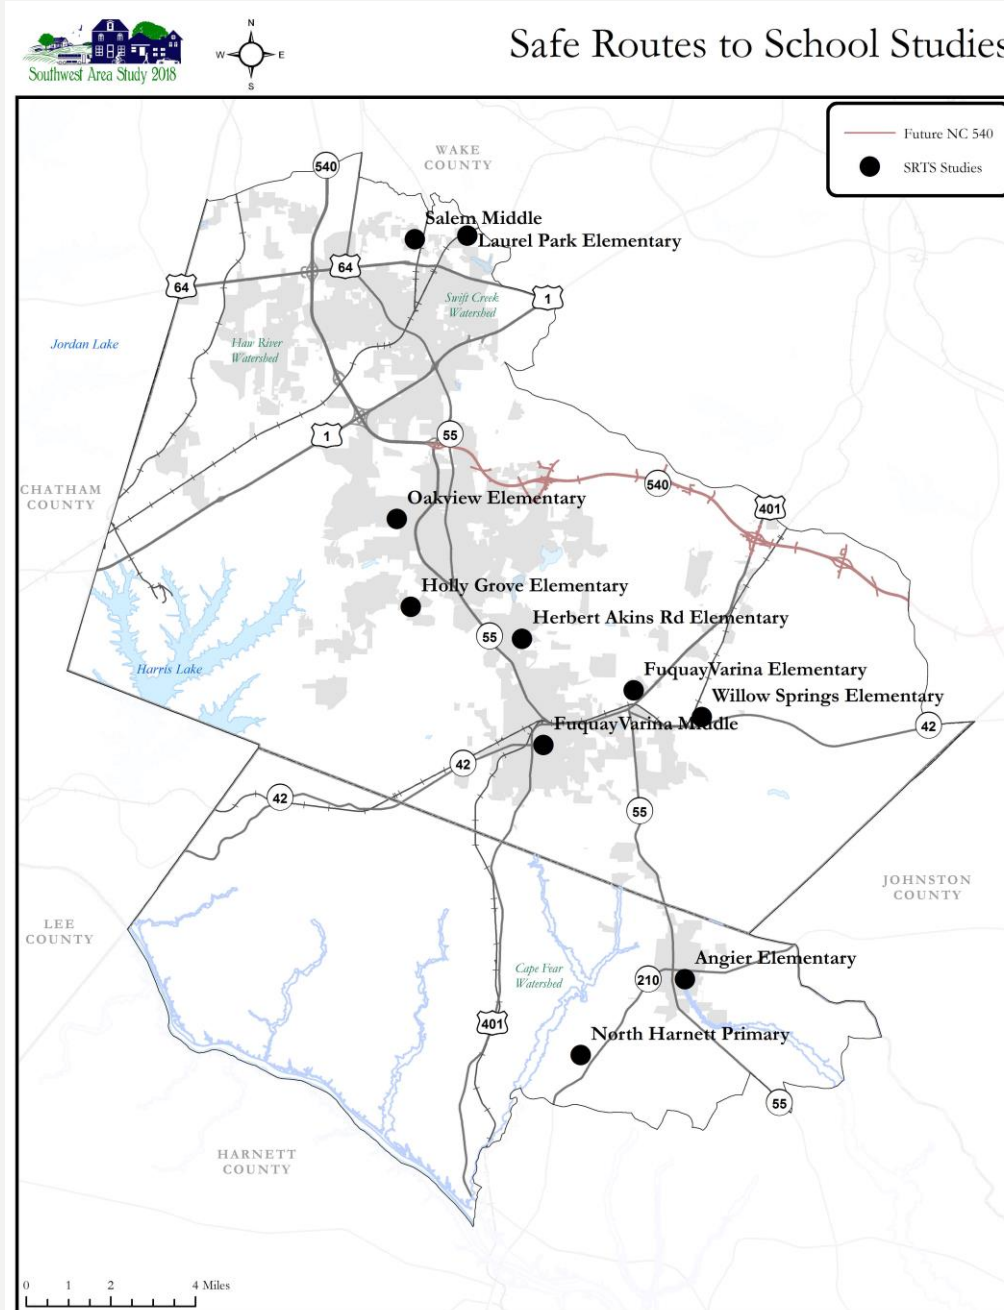 Southwest Area Study 2018
N
W
E
S
Safe Routes to School Studies
Future NC 540
SRTS Studies
WAKE
COUNTY
540
Salem Middle
Laurel Park Elementary
64
64
1
Swift Creek
Watershed
Jordan Lake
Haw River
Watershed
1
55
CHATHAM
COUNTY
540
Oakview Elementary
401
Holly Grove Elementary
Herbert Akins Rd Elementary
55
Harris Lake
FuquayVarina Elementary
Willow Springs Elementary
FuquayVarina Middle
42
42
42
55
JOHNSTON
COUNTY
LEE
COUNTY
Angier Elementary
Cape Fear
Watershed
210
401
North Harnett Primary
55
HARNETT
COUNTY
0 1 2 4 Miles